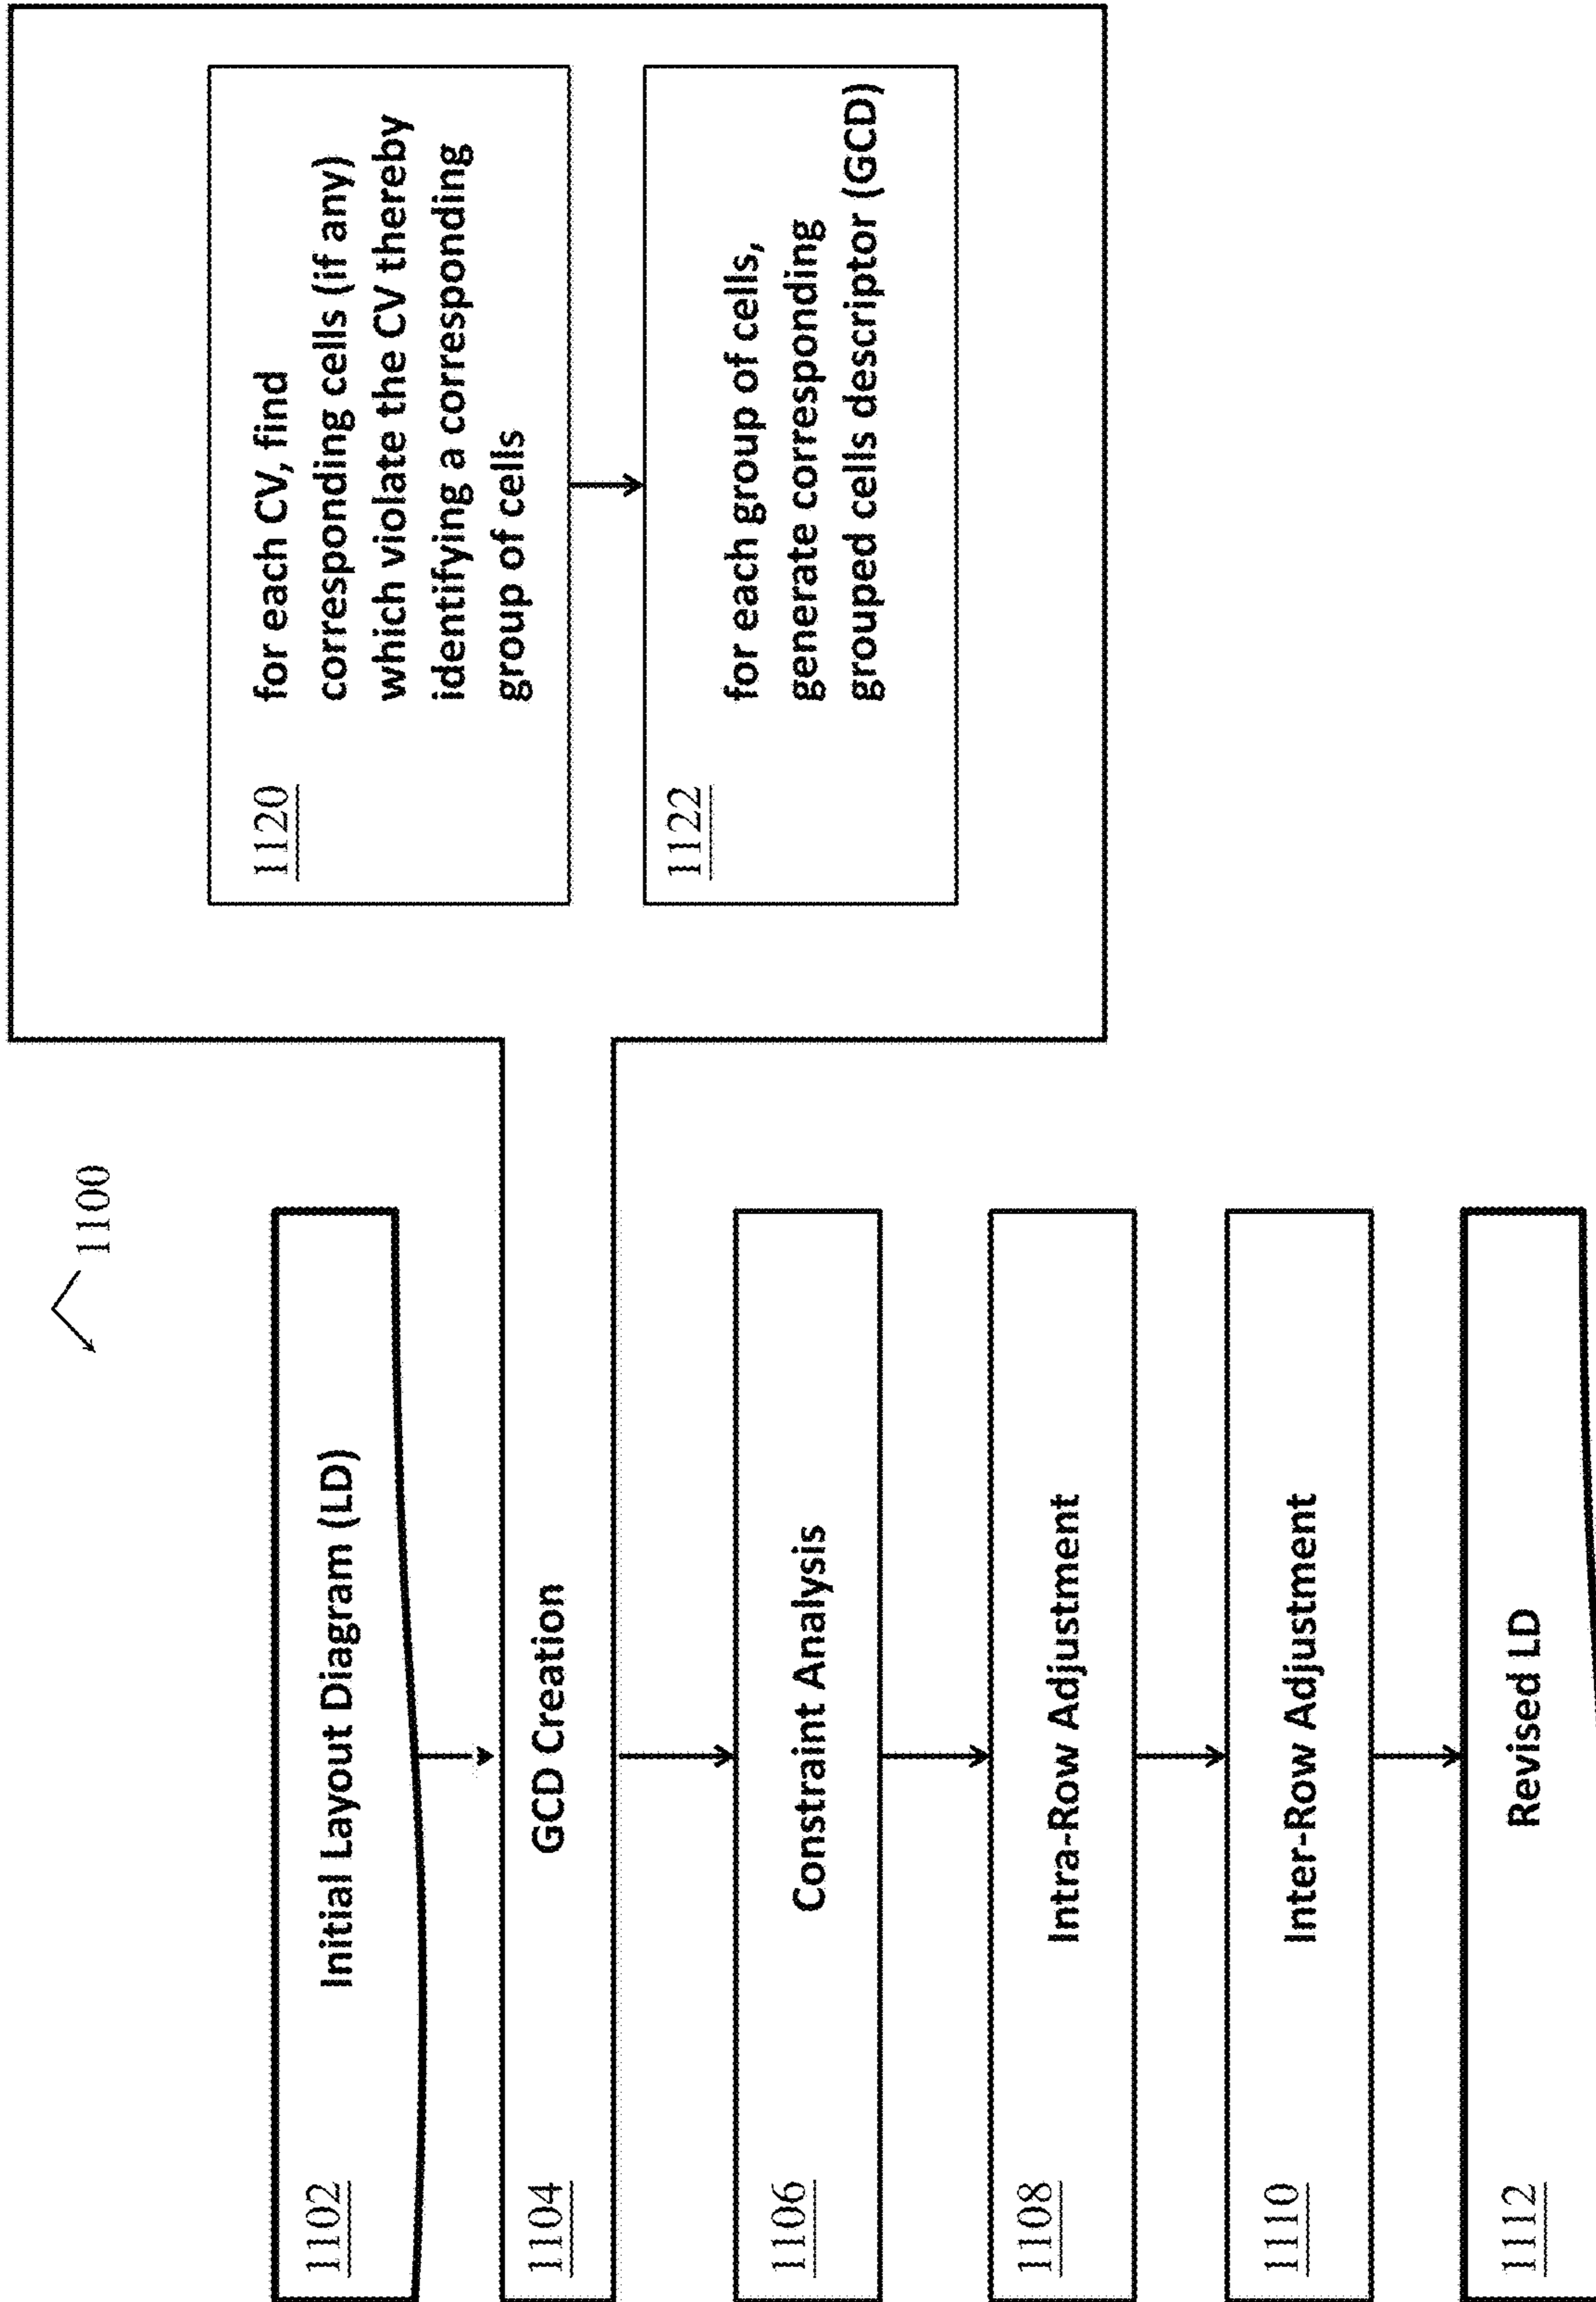 1100
1102
Initial Layout Diagram (LD)
1104
GCD Creation
1120
for each CV, find
corresponding cells (if any)
which violate the CV thereby
identifying a corresponding
group of cells
1122
for each group of cells,
generate corresponding
grouped cells descriptor (GCD)
1106
Constraint Analysis
1108
Intra-Row Adjustment
1110
Inter-Row Adjustment
1112
Revised LD